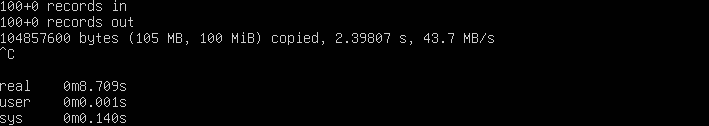 100+0 records in
100+0 records out
104857600 bytes (105 MB, 100 MiB) copied, 2.39807 s, 43.7 MB/s
^C
real    0m8.709s
user    0m0.001s
sys     0m0.140s